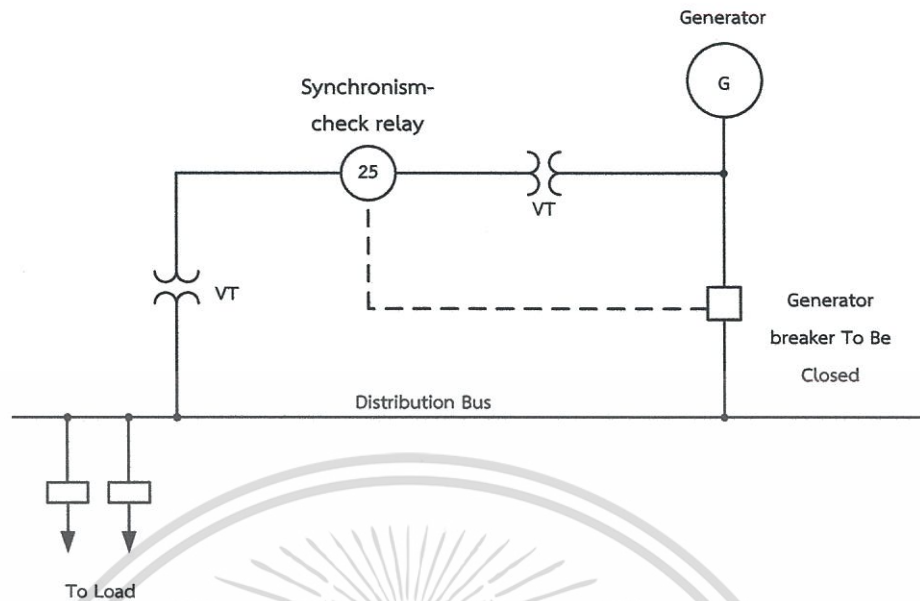 Generator
G
Synchronism-
check relay
25
VT
VT
Generator
breaker To Be
Closed
Distribution Bus
To Load